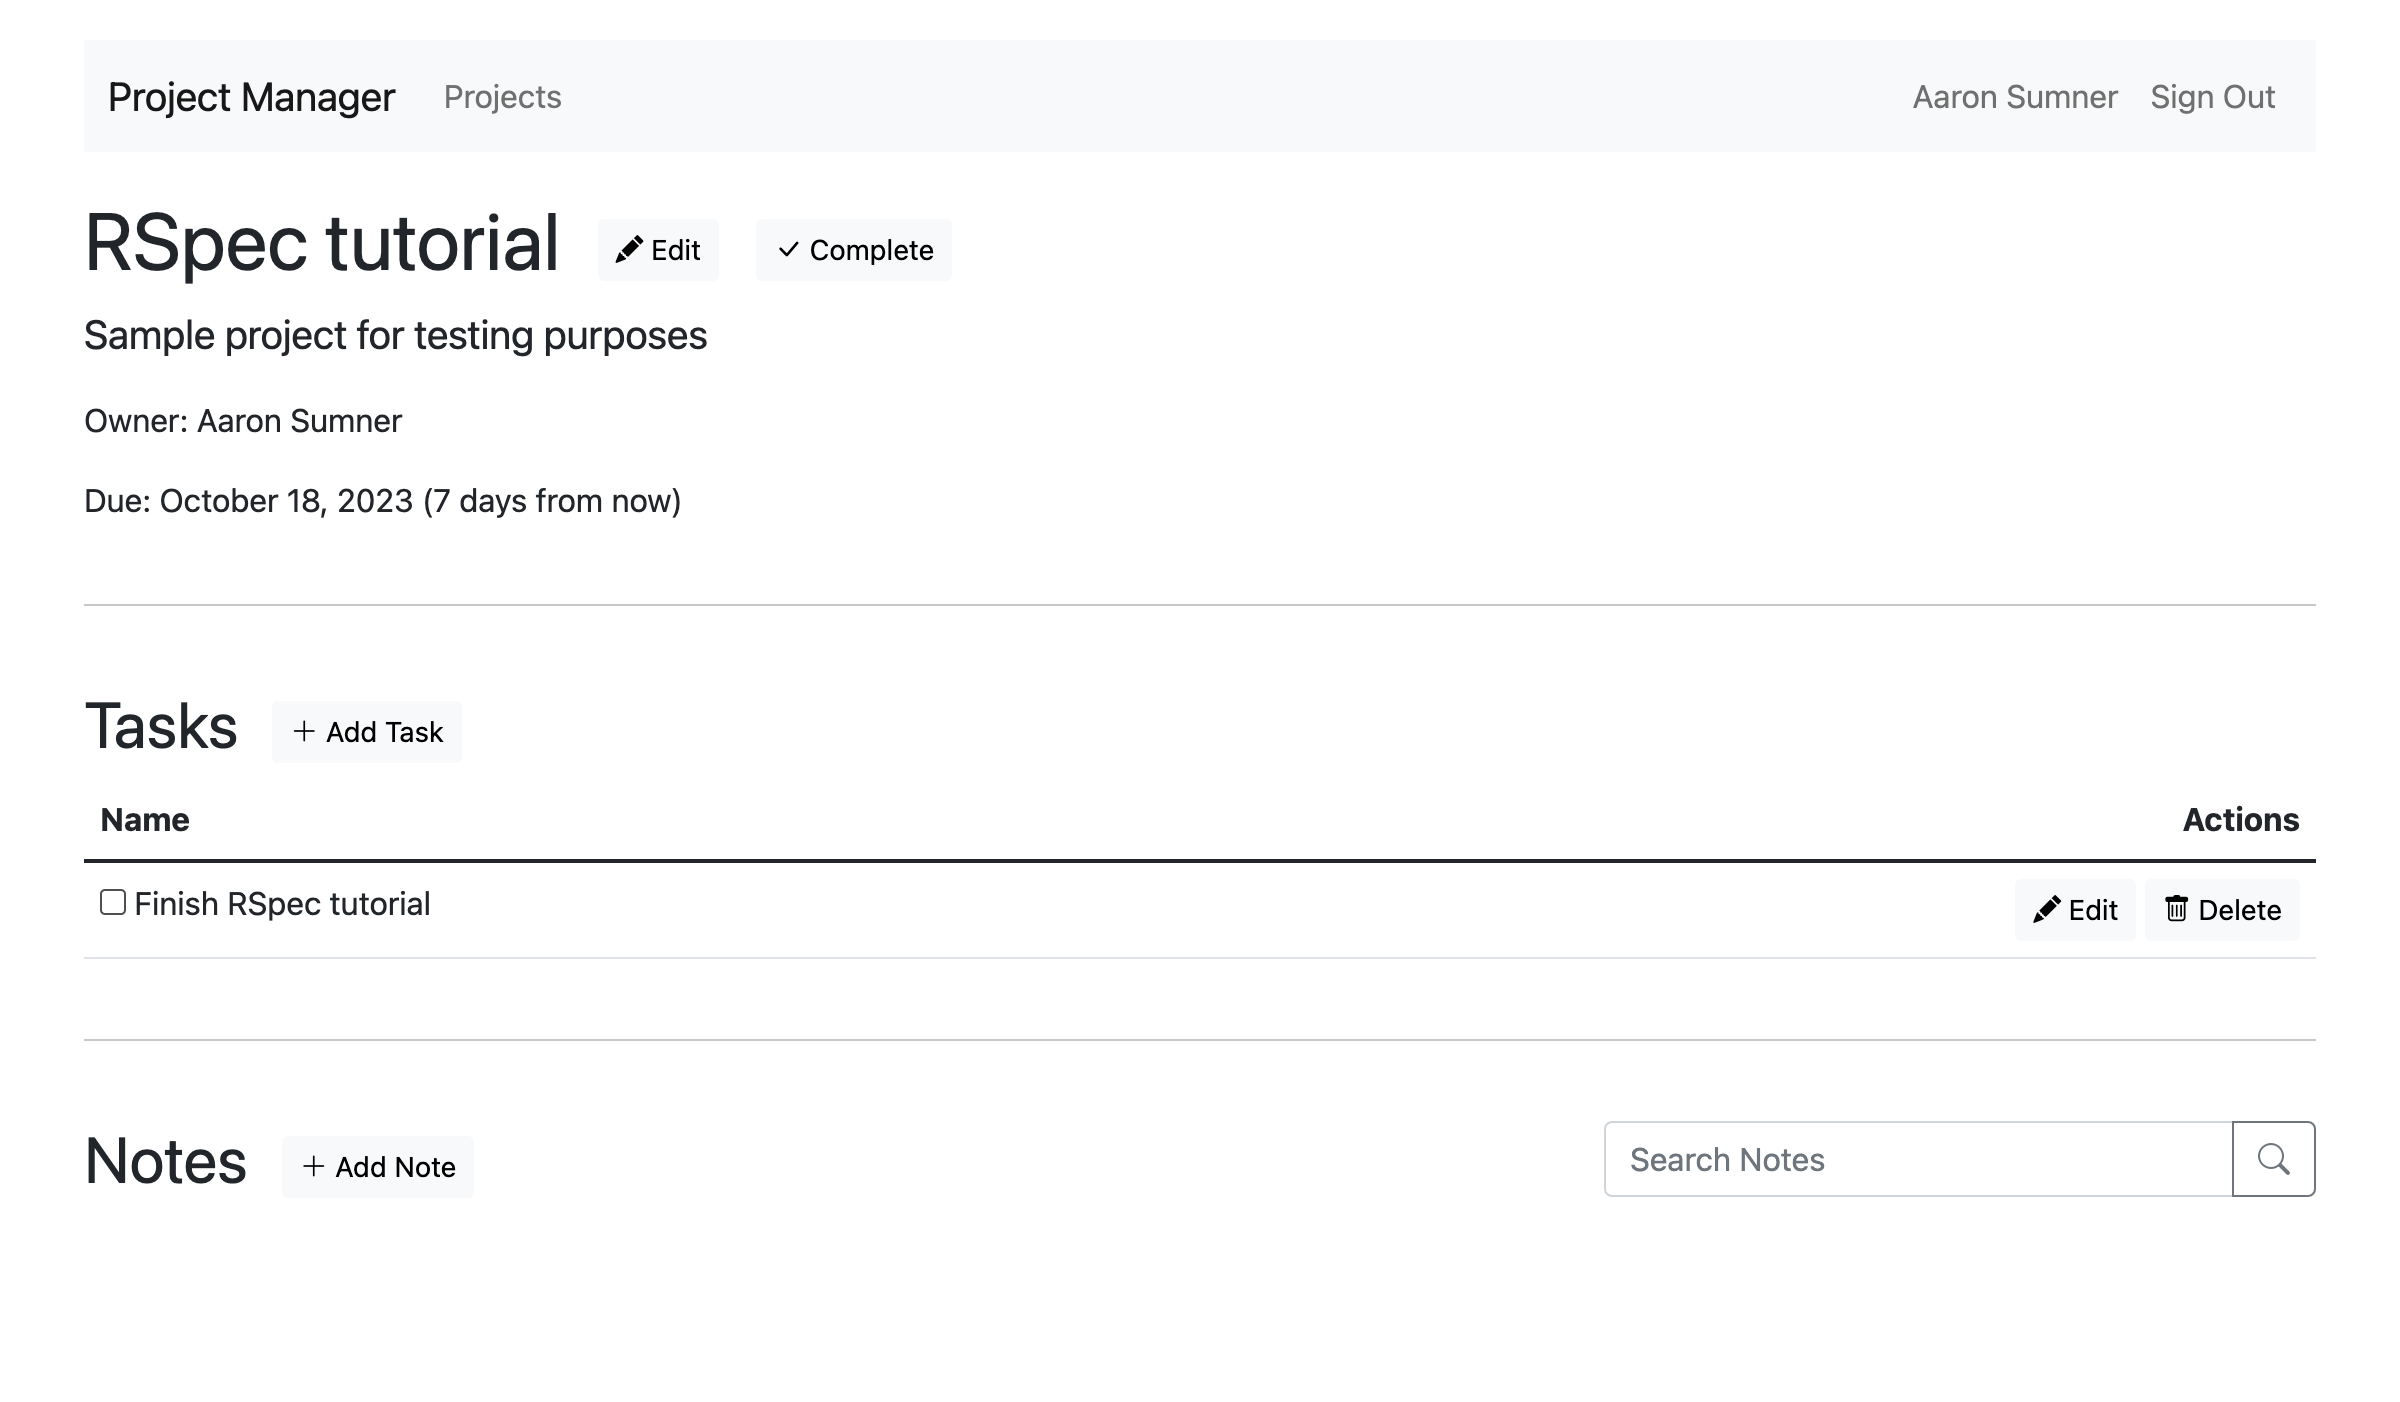 Project Manager Projects Aaron Sumner Sign Out
RSpec tutorial Edit Complete
Sample project for testing purposes
Owner: Aaron Sumner
Due: October 18, 2023 (7 days from now)
Tasks + Add Task
Name Actions
Finish RSpec tutorial Edit Delete
Notes + Add Note Search Notes